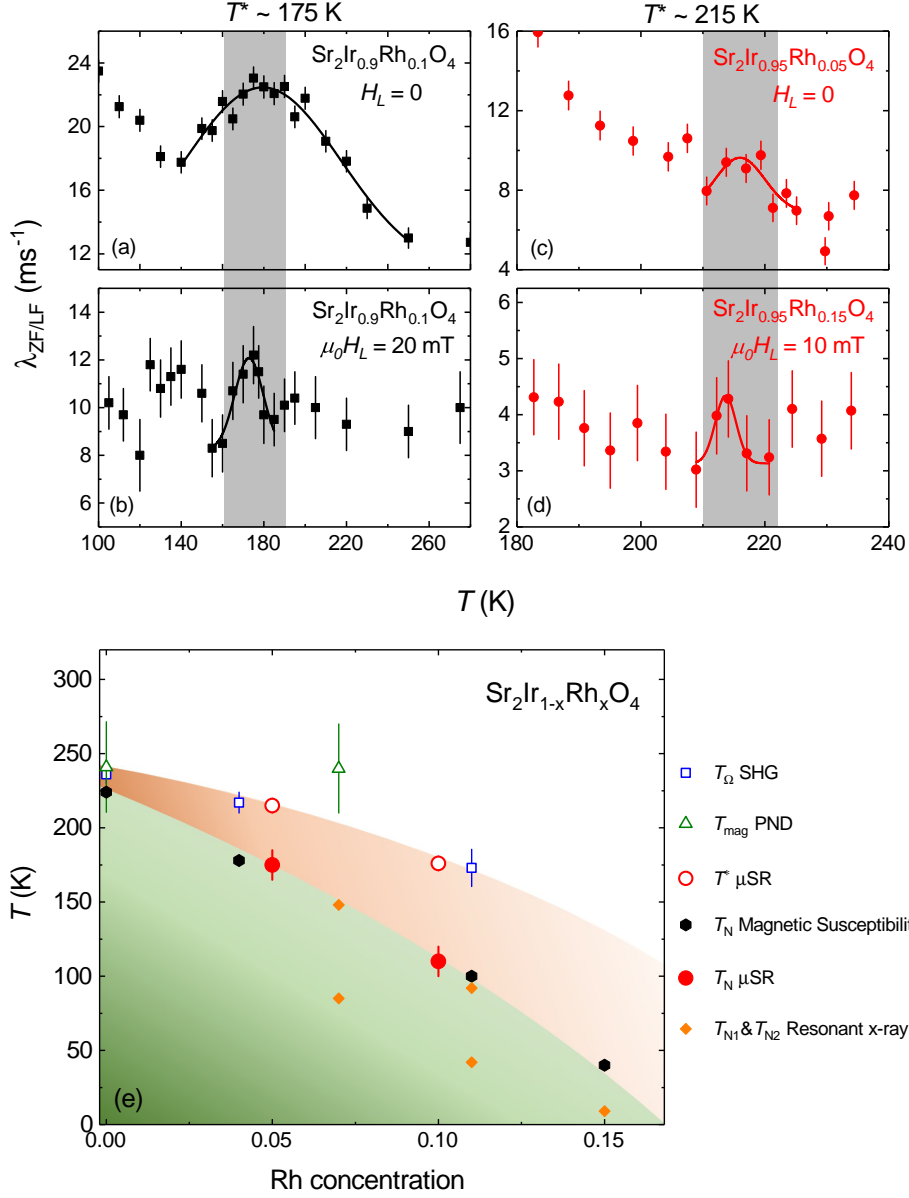 T* ~ 175 K
T* ~ 215 K
24
21
18
15
12
Sr2Ir0.9Rh0.1O4
HL = 0
(a)
16
12
8
4
Sr2Ir0.95Rh0.05O4
HL = 0
(c)
λZF/LF (ms-1)
14
12
10
8
6
Sr2Ir0.9Rh0.1O4
μ0HL = 20 mT
(b)
100 140 180 220 260
6
5
4
3
2
Sr2Ir0.95Rh0.15O4
μ0HL = 10 mT
(d)
180 200 220 240
T (K)
300
250
200
150
100
50
0
T (K)
Sr2Ir1-xRhxO4
(e)
0.00 0.05 0.10 0.15
Rh concentration
TΩ SHG
Tmag PND
T* μSR
TN Magnetic Susceptibili
TN μSR
TN1&TN2 Resonant x-ray